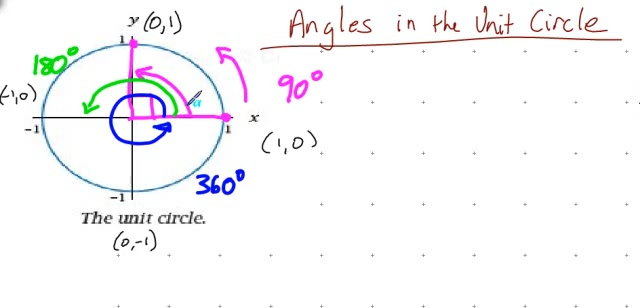 Angles in the Unit Circle
y (0,1)
1
180°
90°
(-1,0)
a
x
-1
1
(1,0)
360°
-1
The unit circle.
(0,-1)